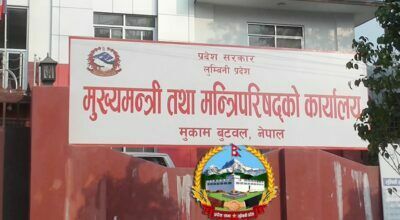 प्रदेश सरकार
लुम्बिनी प्रदेश
मुख्यमन्त्री तथा मन्त्रिपरिषद्को कार्यालय
मुकाम बुटवल, नेपाल